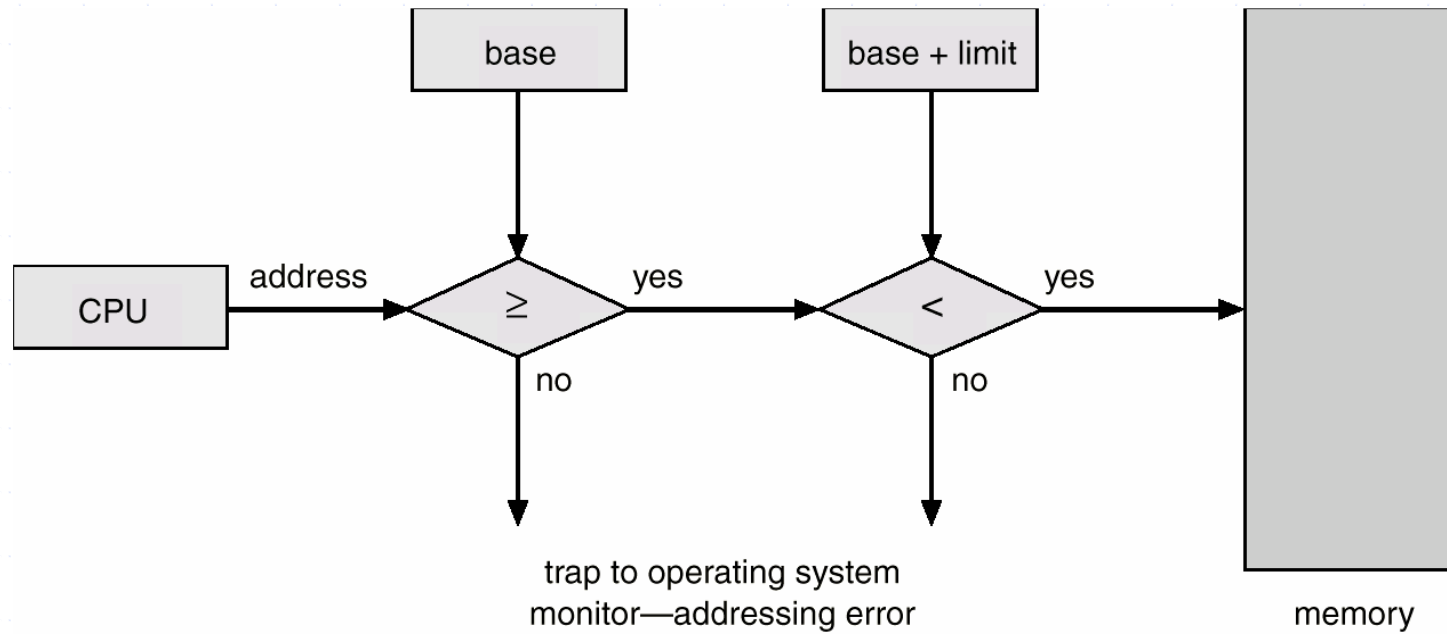 base
base + limit
CPU
address
≥
yes
<
yes
no
no
trap to operating system
monitor—addressing error
memory